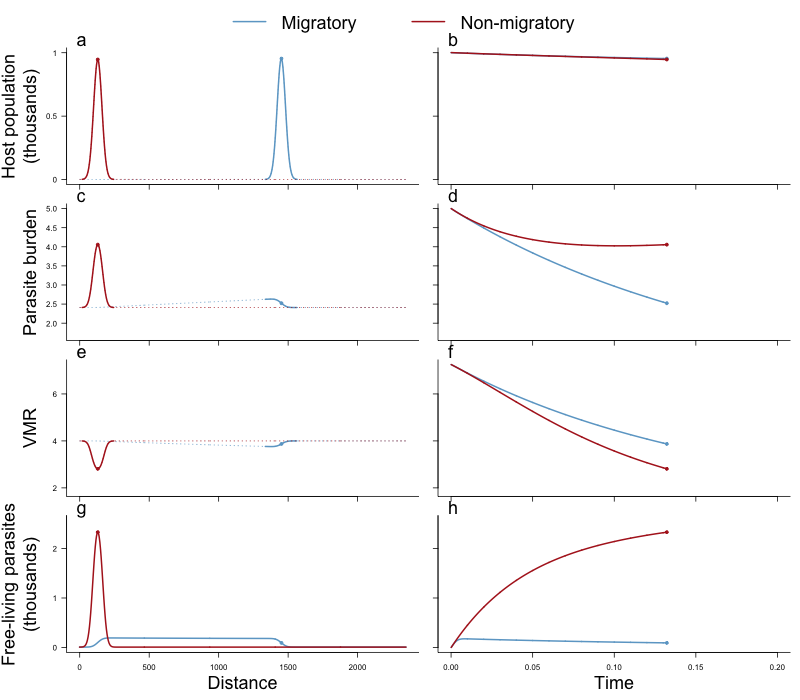 Migratory Non-migratory
a b
Host population
(thousands)
1
0.5
0
c d
Parasite burden
5.0
4.5
4.0
3.5
3.0
2.5
2.0
e f
VMR
6
4
2
g h
Free-living parasites
(thousands)
2
1
0
0 500 1000 1500 2000 0.00 0.05 0.10 0.15 0.20
Distance Time